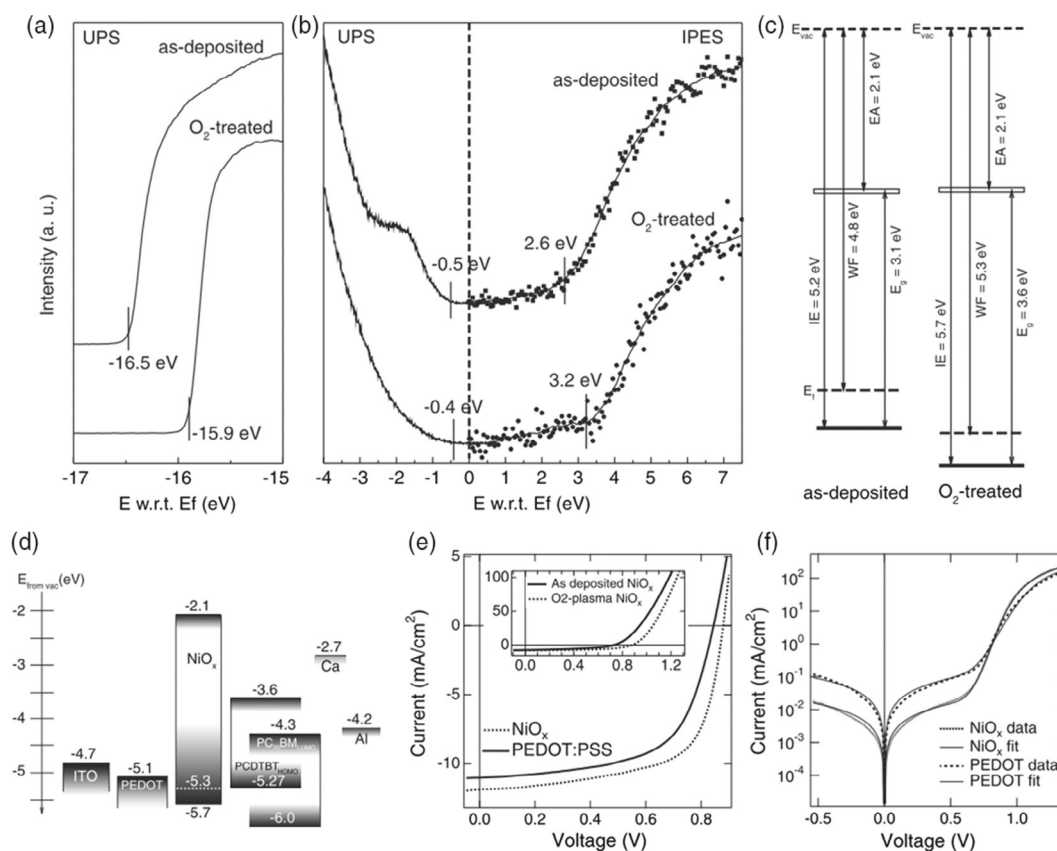 (a)
UPS
as-deposited
O2-treated
-16.5 eV
-15.9 eV
Intensity (a. u.)
-17
-16
-15
E w.r.t. Ef (eV)
(b)
UPS
IPES
as-deposited
O2-treated
-0.5 eV
2.6 eV
-0.4 eV
3.2 eV
-4 -3 -2 -1 0 1 2 3 4 5 6 7
E w.r.t. Ef (eV)
(c)
Evac
Evac
EA = 2.1 eV
WF = 4.8 eV
IE = 5.2 eV
Eg = 3.1 eV
Ef
as-deposited
EA = 2.1 eV
WF = 5.3 eV
IE = 5.7 eV
Eg = 3.6 eV
O2-treated
(d)
Efrom vac(eV)
-2
-3
-4
-5
-4.7
ITO
-5.1
PEDOT
-2.1
NiOx
-5.3
-5.7
-3.6
PCDTBTHOMO
-5.27
-4.3
-6.0
-2.7
Ca
-4.2
Al
(e)
Current (mA/cm2)
5
0
-5
-10
0.0 0.2 0.4 0.6 0.8
Voltage (V)
100
50
0
As deposited NiOx
O2-plasma NiOx
0.0 0.4 0.8 1.2
NiOx
PEDOT:PSS
(f)
Current (mA/cm2)
10^2
10^1
10^0
10^-1
10^-2
10^-3
10^-4
NiOx data
NiOx fit
PEDOT data
PEDOT fit
-0.5 0.0 0.5 1.0
Voltage (V)